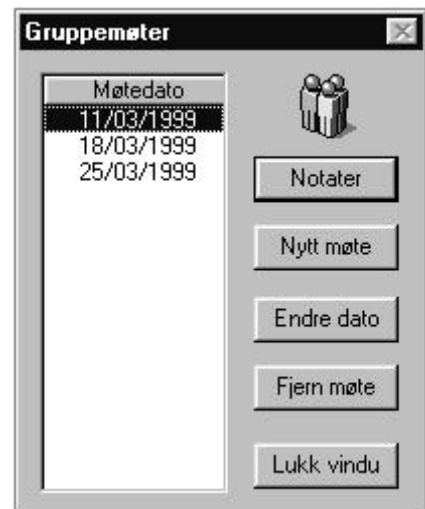 Gruppemøter
Møtedato
11/03/1999
18/03/1999
25/03/1999
Notater
Nytt møte
Endre dato
Fjern møte
Lukk vindu